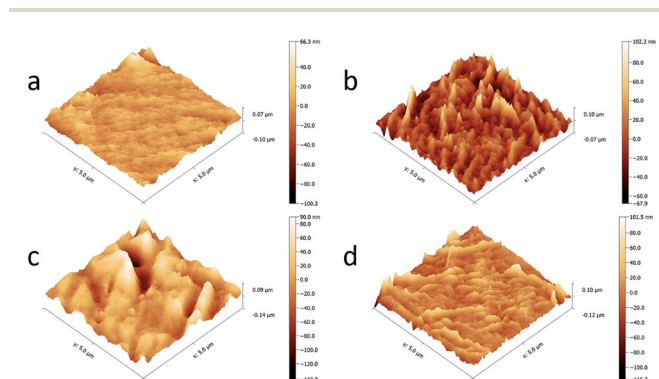 a
66.3 nm
40.0
20.0
0.0
-20.0
-40.0
-60.0
-80.0
-100.3
0.07 µm
-0.10 µm
y: 5.0 µm
x: 5.0 µm
b
102.2 nm
80.0
60.0
40.0
20.0
0.0
-20.0
-40.0
-60.0
-67.9
0.10 µm
-0.07 µm
y: 5.0 µm
x: 5.0 µm
c
90.0 nm
80.0
60.0
40.0
20.0
0.0
-20.0
-40.0
-60.0
-80.0
-100.0
-120.0
0.09 µm
-0.14 µm
y: 5.0 µm
x: 5.0 µm
d
101.5 nm
80.0
60.0
40.0
20.0
0.0
-20.0
-40.0
-60.0
-80.0
-100.0
0.10 µm
-0.12 µm
y: 5.0 µm
x: 5.0 µm